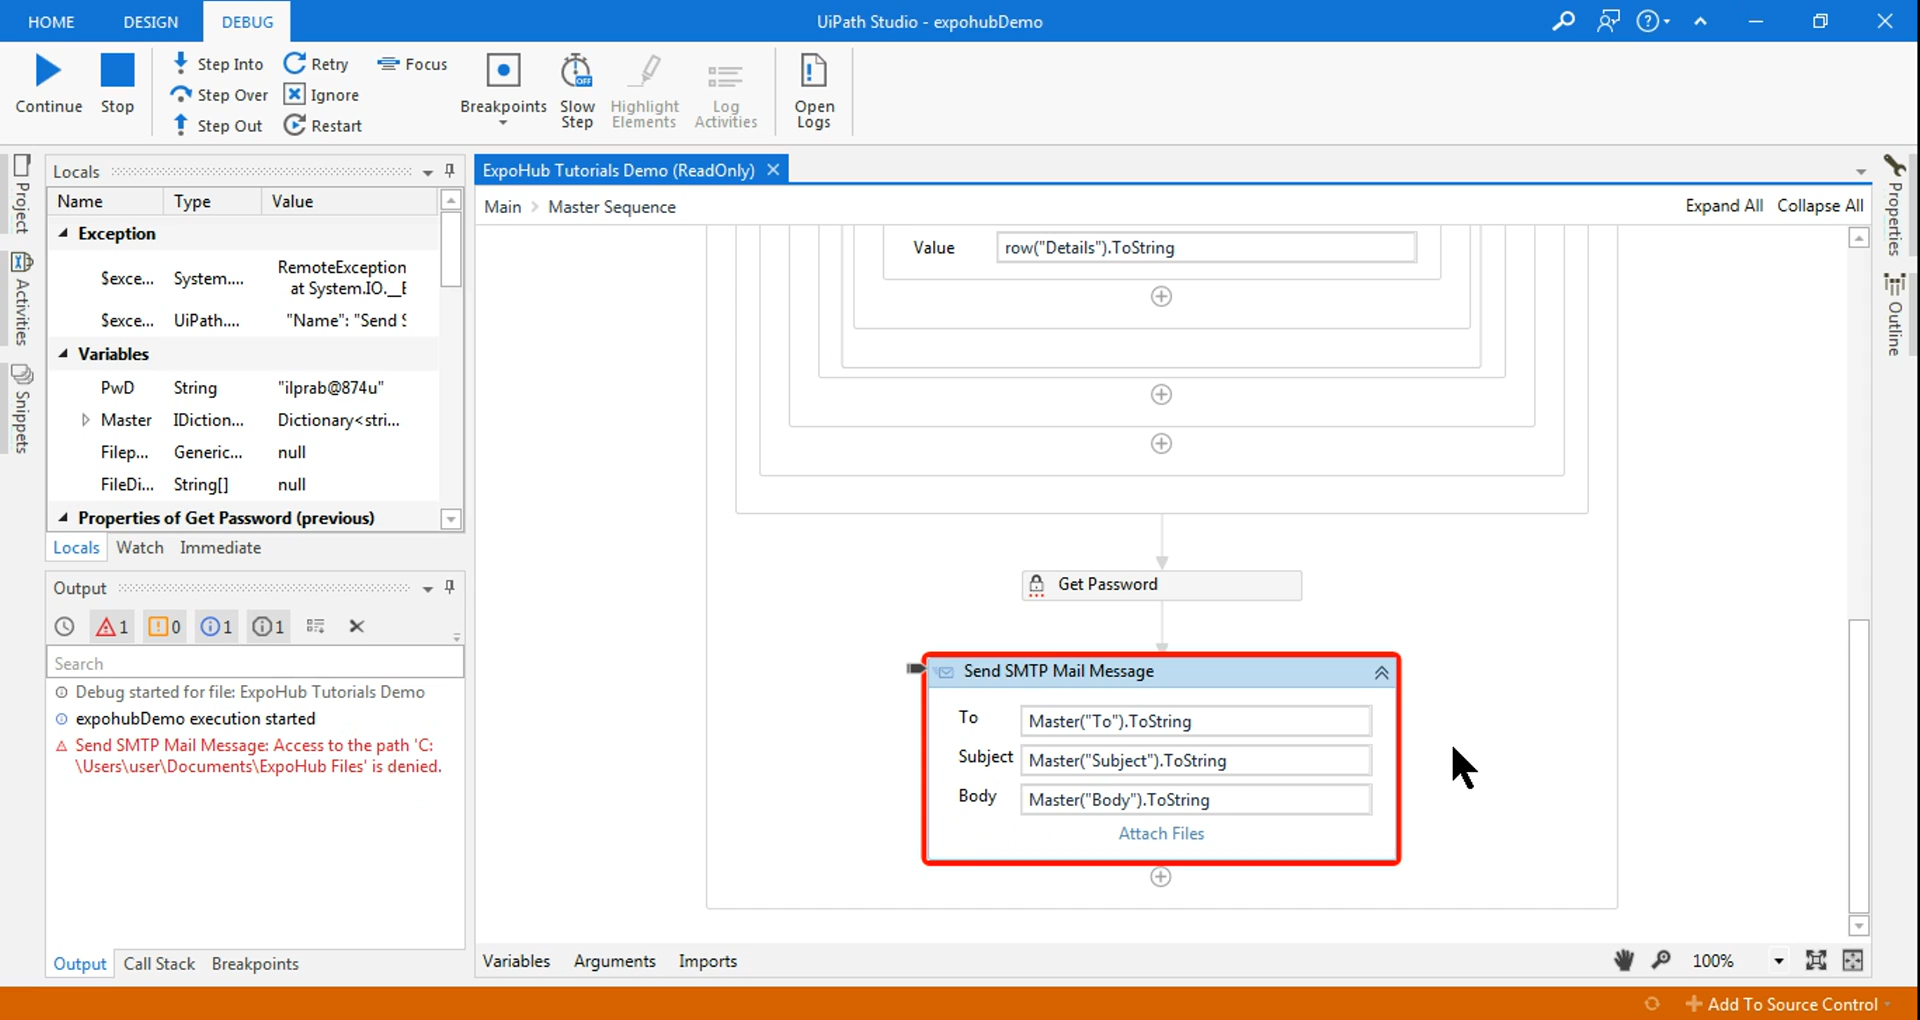 HOME DESIGN DEBUG UiPath Studio - expohubDemo
Continue Stop
Step Into Retry Focus
Step Over Ignore
Step Out Restart
Breakpoints
Slow Step
Highlight Elements
Log Activities
Open Logs
Project
Activities
Snippets
Locals
Name Type Value
Exception
$exce... System.... RemoteException
at System.IO.__E
$exce... UiPath.... "Name": "Send S
Variables
PwD String "ilprab@874u"
Master IDiction... Dictionary<stri...
Filep... Generic... null
FileDi... String[] null
Properties of Get Password (previous)
Locals Watch Immediate
Output
1 0 1 1
Search
Debug started for file: ExpoHub Tutorials Demo
expohubDemo execution started
Send SMTP Mail Message: Access to the path 'C:
\Users\user\Documents\ExpoHub Files' is denied.
Output Call Stack Breakpoints
ExpoHub Tutorials Demo (ReadOnly)
Main > Master Sequence Expand All Collapse All
Value row("Details").ToString
Get Password
Send SMTP Mail Message
To Master("To").ToString
Subject Master("Subject").ToString
Body Master("Body").ToString
Attach Files
Variables Arguments Imports 100%
Properties
Outline
Add To Source Control